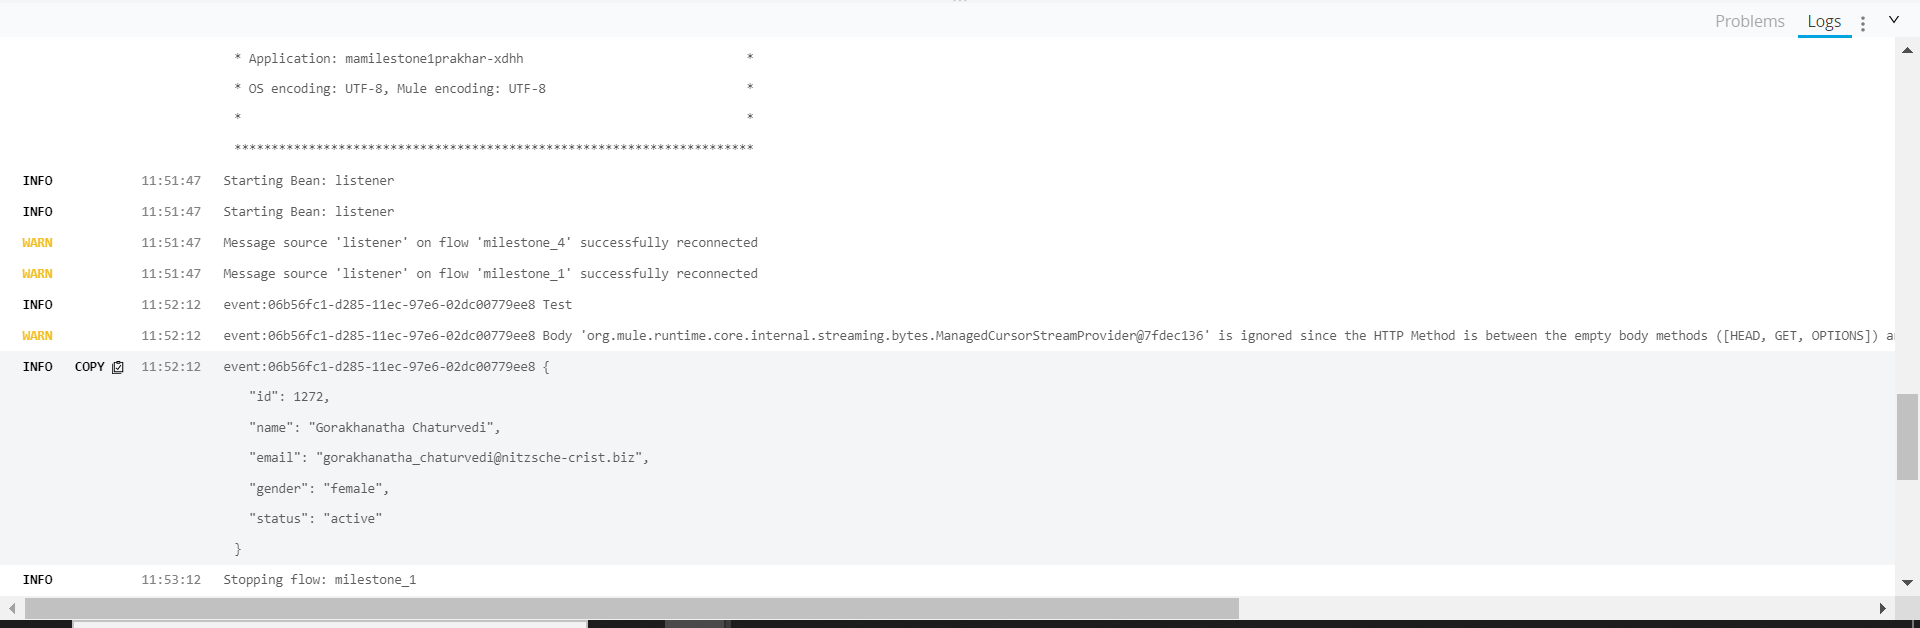 Problems Logs
* Application: mamilestone1prakhar-xdhh *
* OS encoding: UTF-8, Mule encoding: UTF-8 *
* *
**********************************************************************
INFO 11:51:47 Starting Bean: listener
INFO 11:51:47 Starting Bean: listener
WARN 11:51:47 Message source 'listener' on flow 'milestone_4' successfully reconnected
WARN 11:51:47 Message source 'listener' on flow 'milestone_1' successfully reconnected
INFO 11:52:12 event:06b56fc1-d285-11ec-97e6-02dc00779ee8 Test
WARN 11:52:12 event:06b56fc1-d285-11ec-97e6-02dc00779ee8 Body 'org.mule.runtime.core.internal.streaming.bytes.ManagedCursorStreamProvider@7fdec136' is ignored since the HTTP Method is between the empty body methods ([HEAD, GET, OPTIONS])
INFO COPY 11:52:12 event:06b56fc1-d285-11ec-97e6-02dc00779ee8 {
"id": 1272,
"name": "Gorakhanatha Chaturvedi",
"email": "gorakhanatha_chaturvedi@nitzsche-crist.biz",
"gender": "female",
"status": "active"
}
INFO 11:53:12 Stopping flow: milestone_1